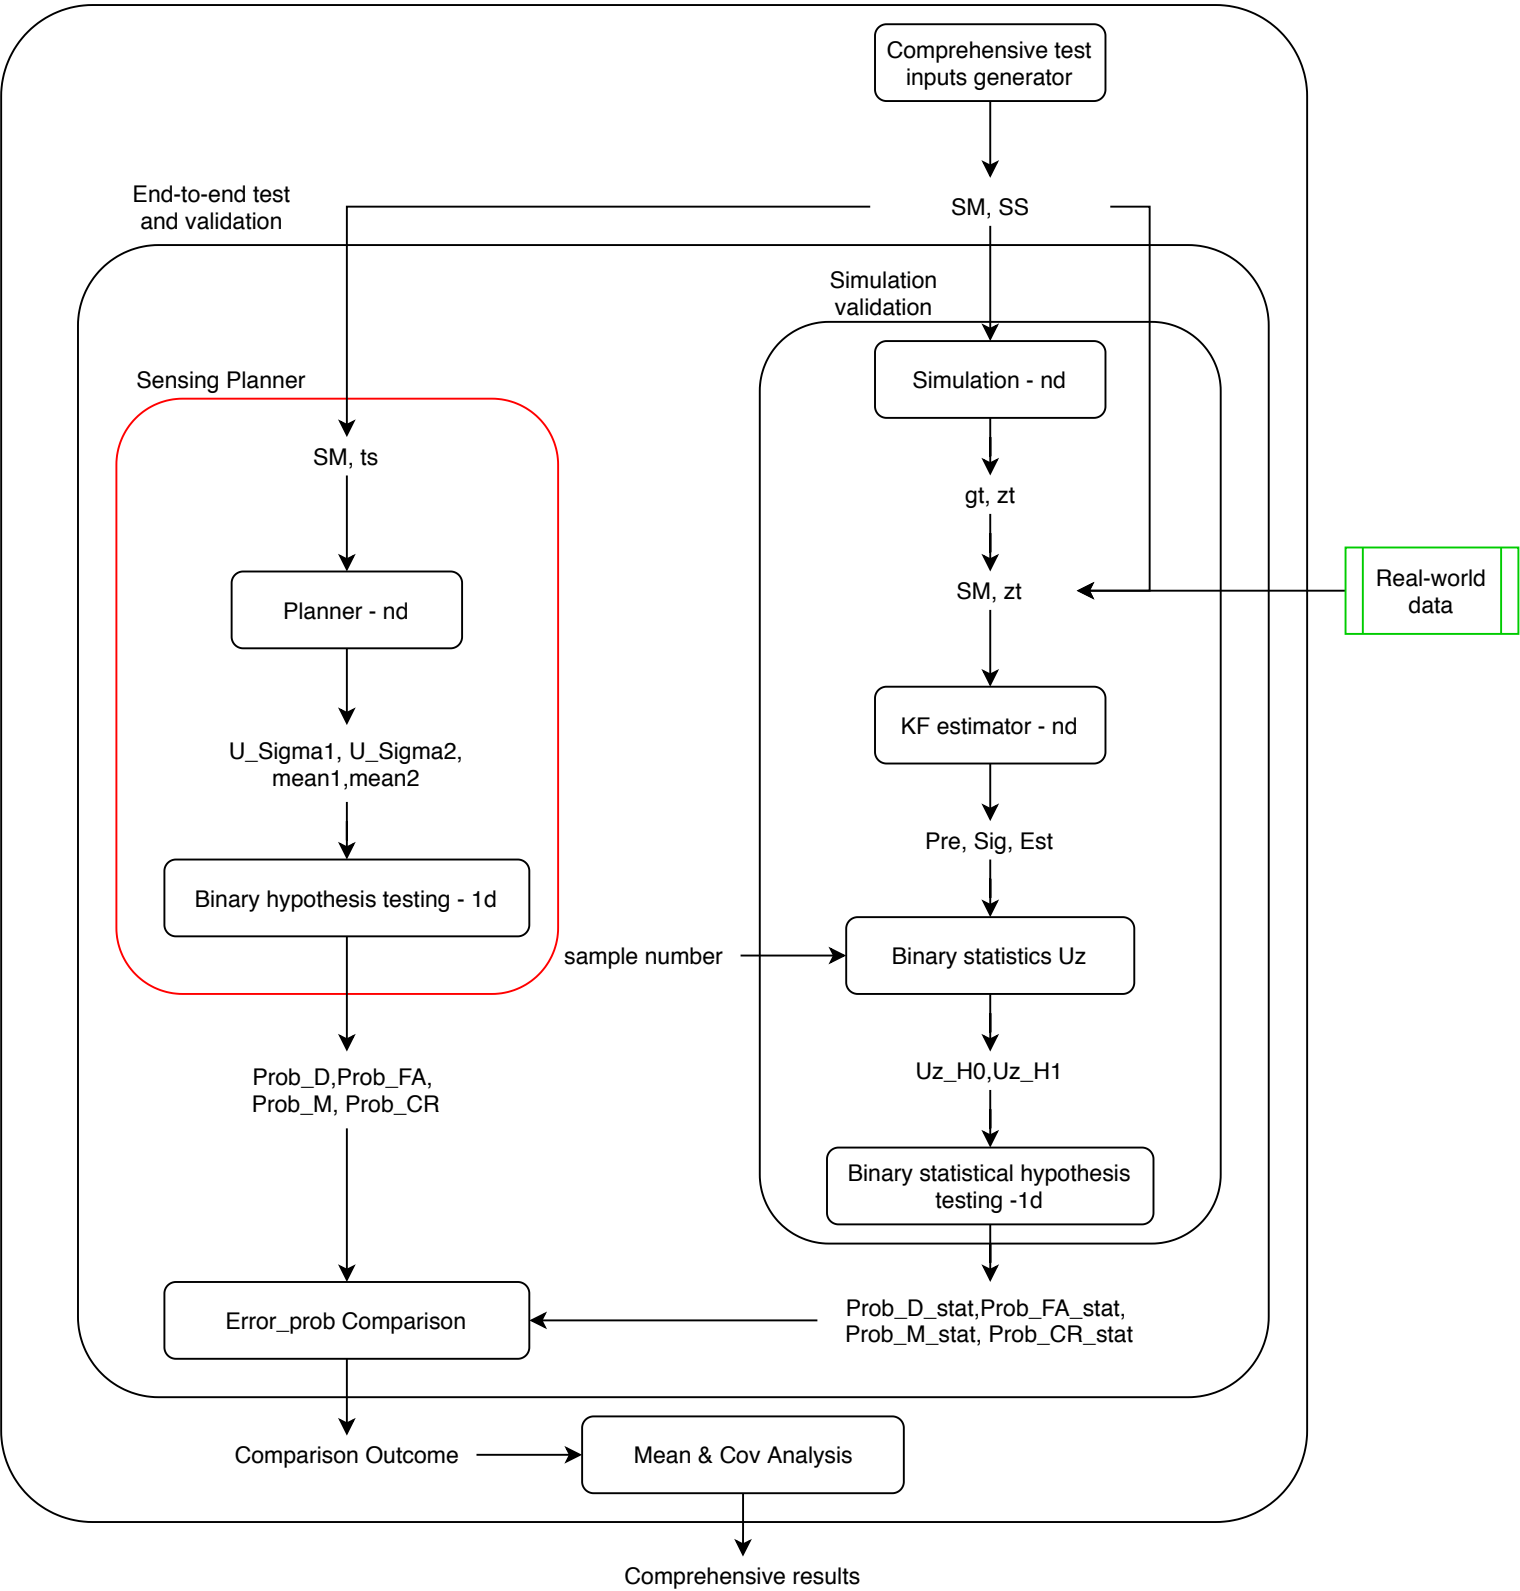 Comprehensive test
inputs generator
End-to-end test
and validation
SM, SS
Simulation
validation
Sensing Planner
Simulation - nd
SM, ts
gt, zt
Real-world
data
SM, zt
Planner - nd
KF estimator - nd
U_Sigma1, U_Sigma2,
mean1,mean2
Pre, Sig, Est
Binary hypothesis testing - 1d
sample number
Binary statistics Uz
Uz_H0,Uz_H1
Prob_D,Prob_FA,
Prob_M, Prob_CR
Binary statistical hypothesis
testing -1d
Error_prob Comparison
Prob_D_stat,Prob_FA_stat,
Prob_M_stat, Prob_CR_stat
Comparison Outcome
Mean & Cov Analysis
Comprehensive results